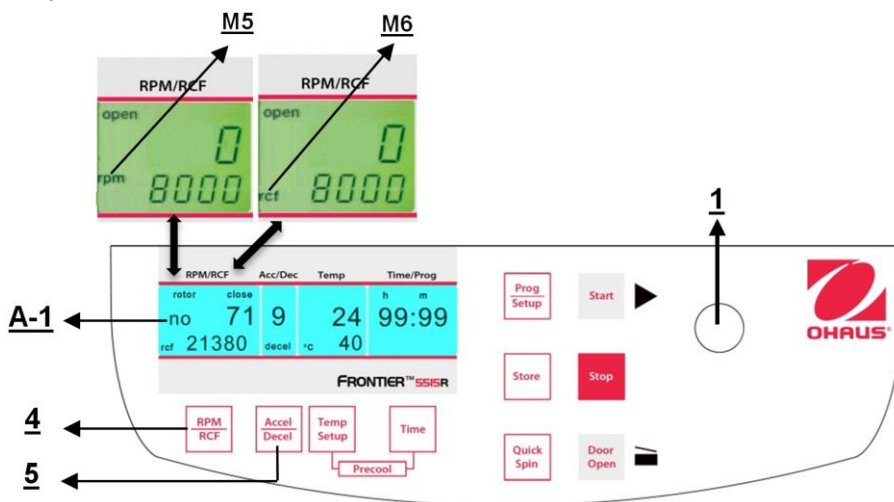 M5
M6
RPM/RCF
open
0
rpm 8000
RPM/RCF
open
0
rcf 8000
1
RPM/RCF Acc/Dec Temp Time/Prog
rotor close h m
no 71 9 24 99:99
rcf 21380 decel °C 40
A-1
FRONTIER™ 5515R
Prog
Setup
Start
OHAUS®
Store
Stop
4
RPM
RCF
Accel
Decel
Temp
Setup
Time
Precool
5
Quick
Spin
Door
Open